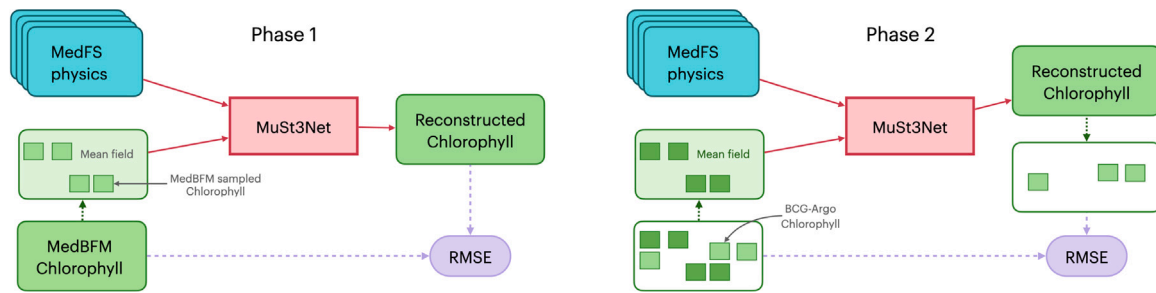 Phase 1
MedFS
physics
MuSt3Net
Reconstructed
Chlorophyll
Mean field
MedBFM sampled
Chlorophyll
MedBFM
Chlorophyll
RMSE
Phase 2
MedFS
physics
MuSt3Net
Reconstructed
Chlorophyll
Mean field
BCG-Argo
Chlorophyll
RMSE